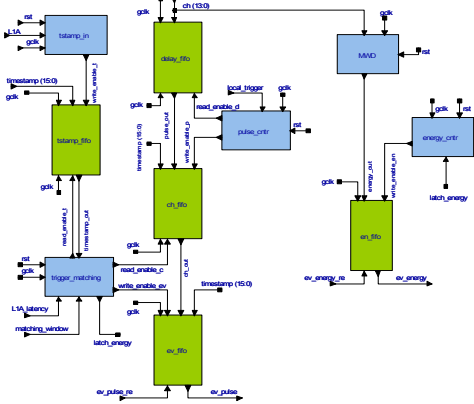 ch (13:0)
rst
gclk
gclk
L1A
gclk
tstamp_in
delay_fifo
MWD
rst
write_enable_t
timestamp (15:0)
gclk
gclk
local_trigger
gclk
read_enable_d
gclk
rst
tstamp_fifo
pulse_out
write_enable_p
pulse_cntr
rst
energy_cntr
timestamp (15:0)
energy_out
write_enable_en
gclk
gclk
latch_energy
ch_fifo
read_enable_t
timestamp_out
en_fifo
gclk
rst
gclk
trigger_matching
read_enable_c
ch_out
ev_energy_re
ev_energy
write_enable_ev
timestamp (15:0)
gclk
L1A_latency
matching_window
latch_energy
ev_fifo
ev_pulse_re
ev_pulse